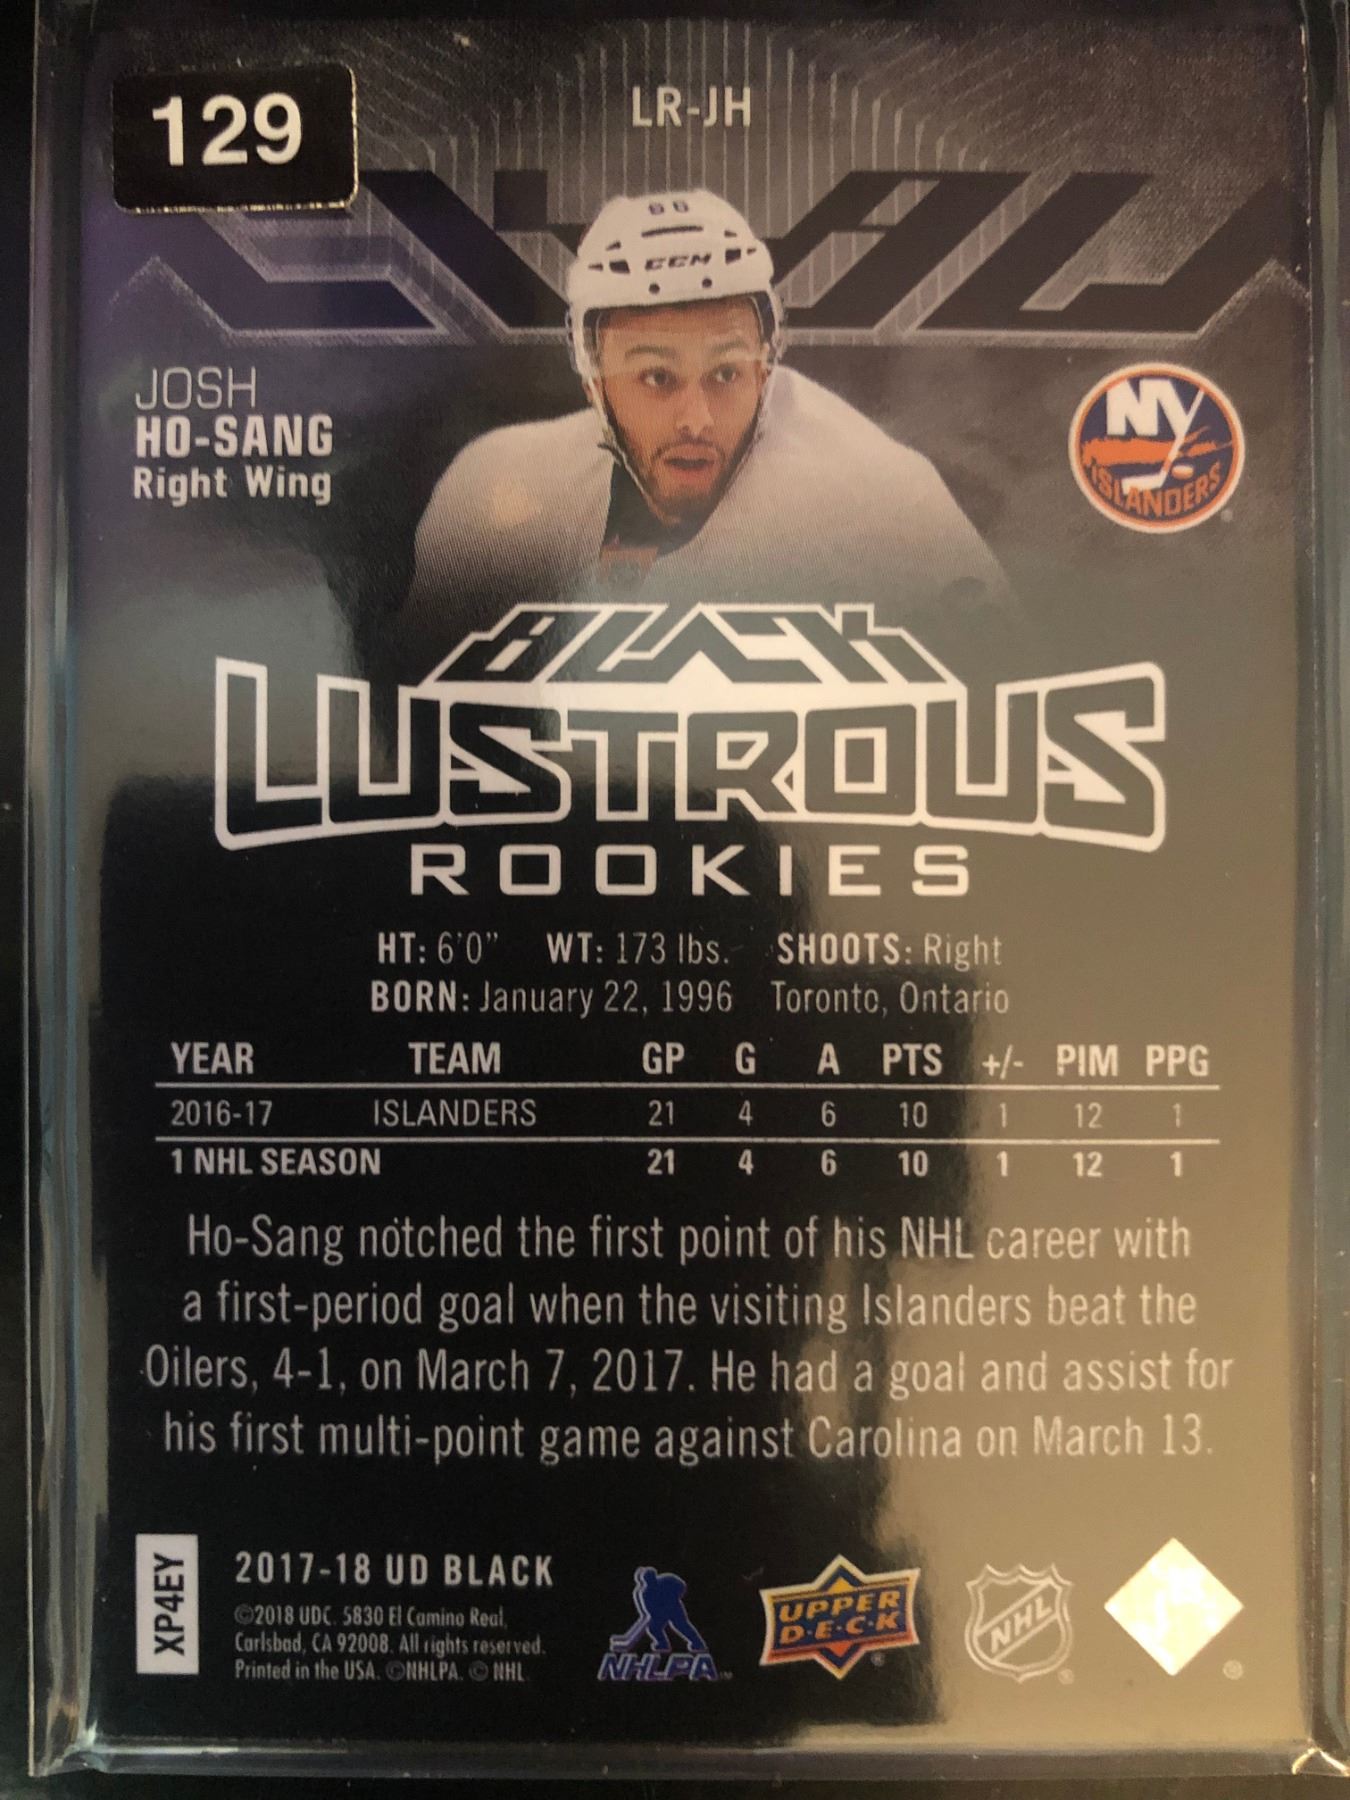 129
LR-JH
66
CCM
JOSH
HO-SANG
Right Wing
NY
ISLANDERS
BLACK
LUSTROUS
ROOKIES
HT: 6'0" WT: 173 lbs. SHOOTS: Right
BORN: January 22, 1996 Toronto, Ontario
YEAR TEAM GP G A PTS +/- PIM PPG
2016-17 ISLANDERS 21 4 6 10 1 12 1
1 NHL SEASON 21 4 6 10 1 12 1
Ho-Sang notched the first point of his NHL career with
a first-period goal when the visiting Islanders beat the
Oilers, 4-1, on March 7, 2017. He had a goal and assist for
his first multi-point game against Carolina on March 13.
XP4EY
2017-18 UD BLACK
©2018 UDC. 5830 El Camino Real,
Carlsbad, CA 92008. All rights reserved.
Printed in the USA. ©NHLPA. © NHL
NHLPA
UPPER
D·E·C·K
NHL